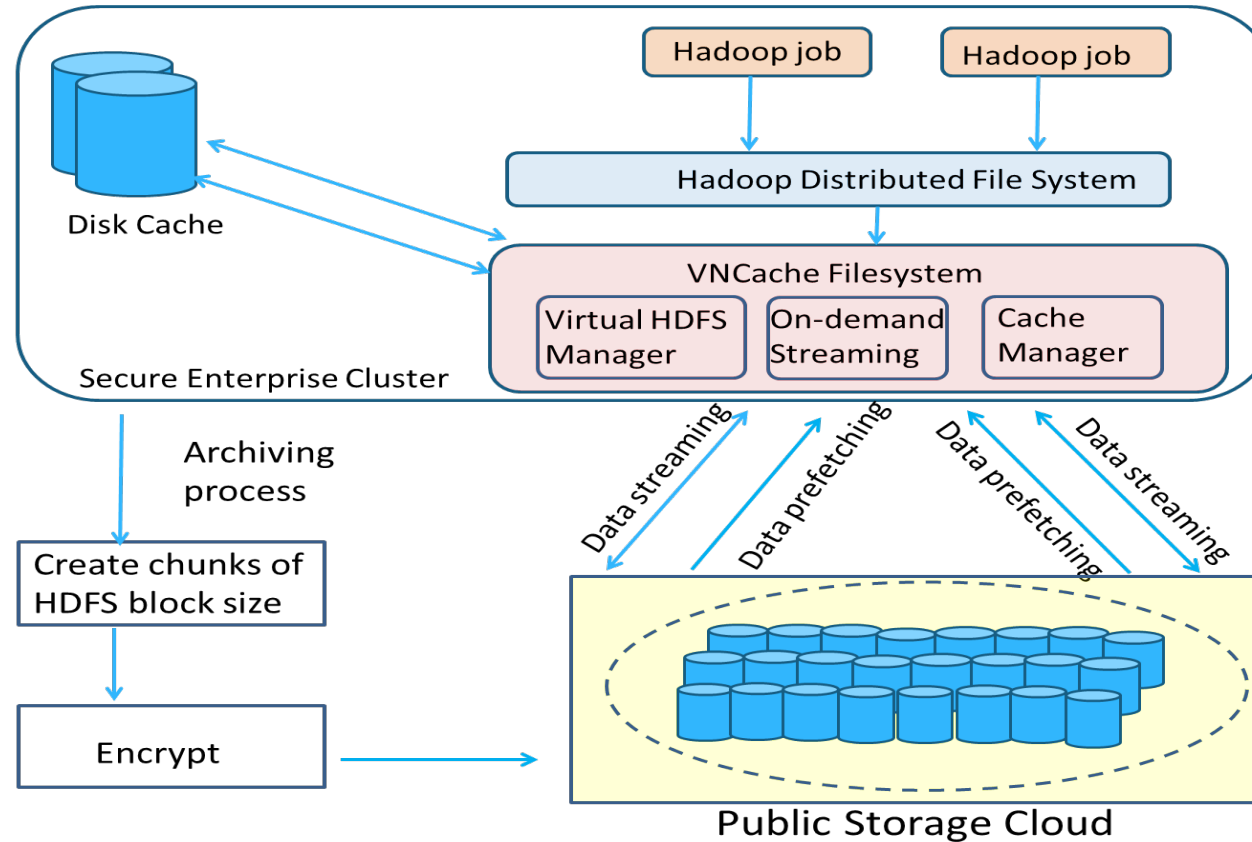 Hadoop job
Hadoop job
Hadoop Distributed File System
Disk Cache
VNCache Filesystem
Virtual HDFS
Manager
On-demand
Streaming
Cache
Manager
Secure Enterprise Cluster
Archiving
process
Data streaming
Data prefetching
Data prefetching
Data streaming
Create chunks of
HDFS block size
Encrypt
Public Storage Cloud